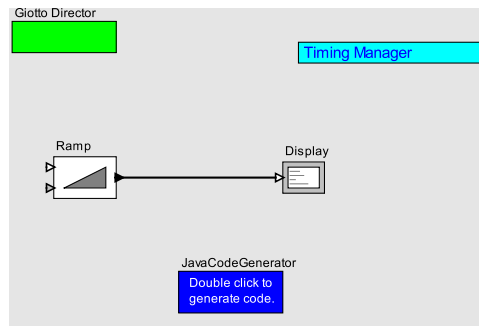 Giotto Director
Timing Manager
Ramp
Display
JavaCodeGenerator
Double click to
generate code.